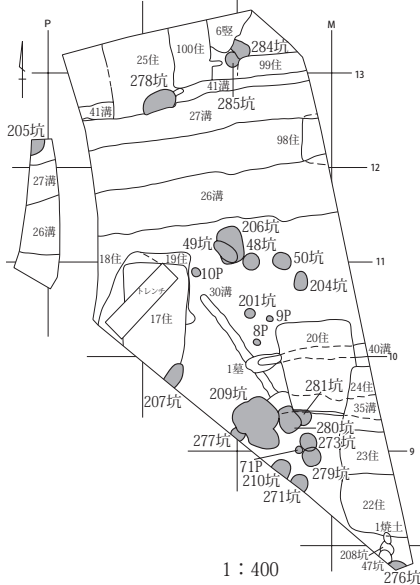 P
M
6竪
284坑
100住
25住
99住
13
278坑
41溝
285坑
41溝
27溝
205坑
98住
12
27溝
26溝
26溝
206坑
49坑
48坑
50坑
18住
19住
10P
11
204坑
トレンチ
30溝
201坑
9P
17住
8P
20住
40溝
10
1墓
24住
281坑
207坑
209坑
35溝
280坑
273坑
277坑
23住
9
71P
279坑
210坑
271坑
22住
1焼土
208坑
47坑
276坑
1：400